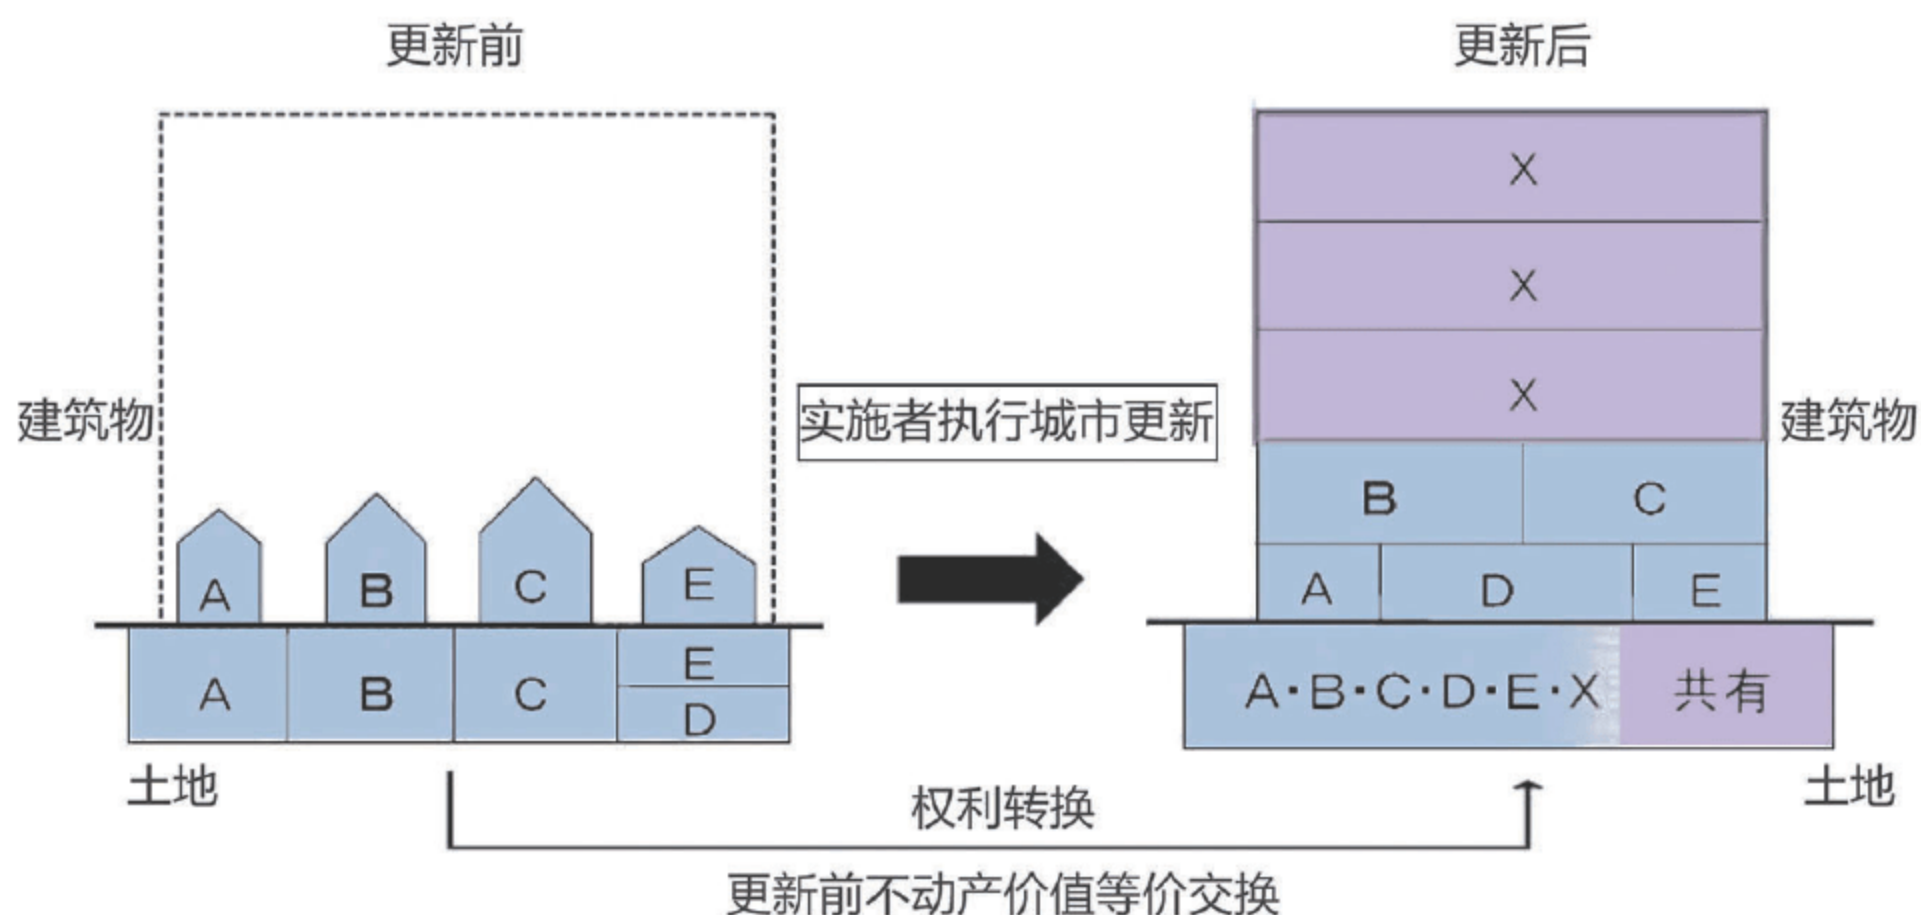 更新前
更新后
X
X
X
建筑物
实施者执行城市更新
建筑物
B C
A B C E
A D E
A B C E
D
A·B·C·D·E·X 共有
土地
土地
权利转换
更新前不动产价值等价交换